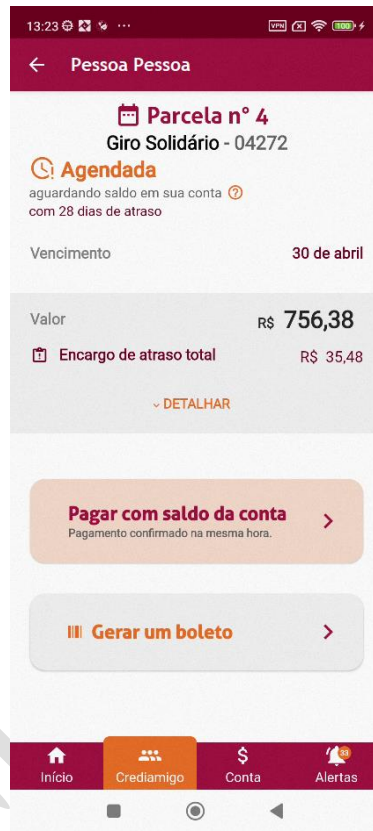 13:23 ...
VPN 100
Pessoa Pessoa
Parcela n° 4
Giro Solidário - 04272
Agendada
aguardando saldo em sua conta ?
com 28 dias de atraso
Vencimento 30 de abril
Valor R$ 756,38
Encargo de atraso total R$ 35,48
DETALHAR
Pagar com saldo da conta
Pagamento confirmado na mesma hora.
Gerar um boleto
Início Crediamigo Conta Alertas
33